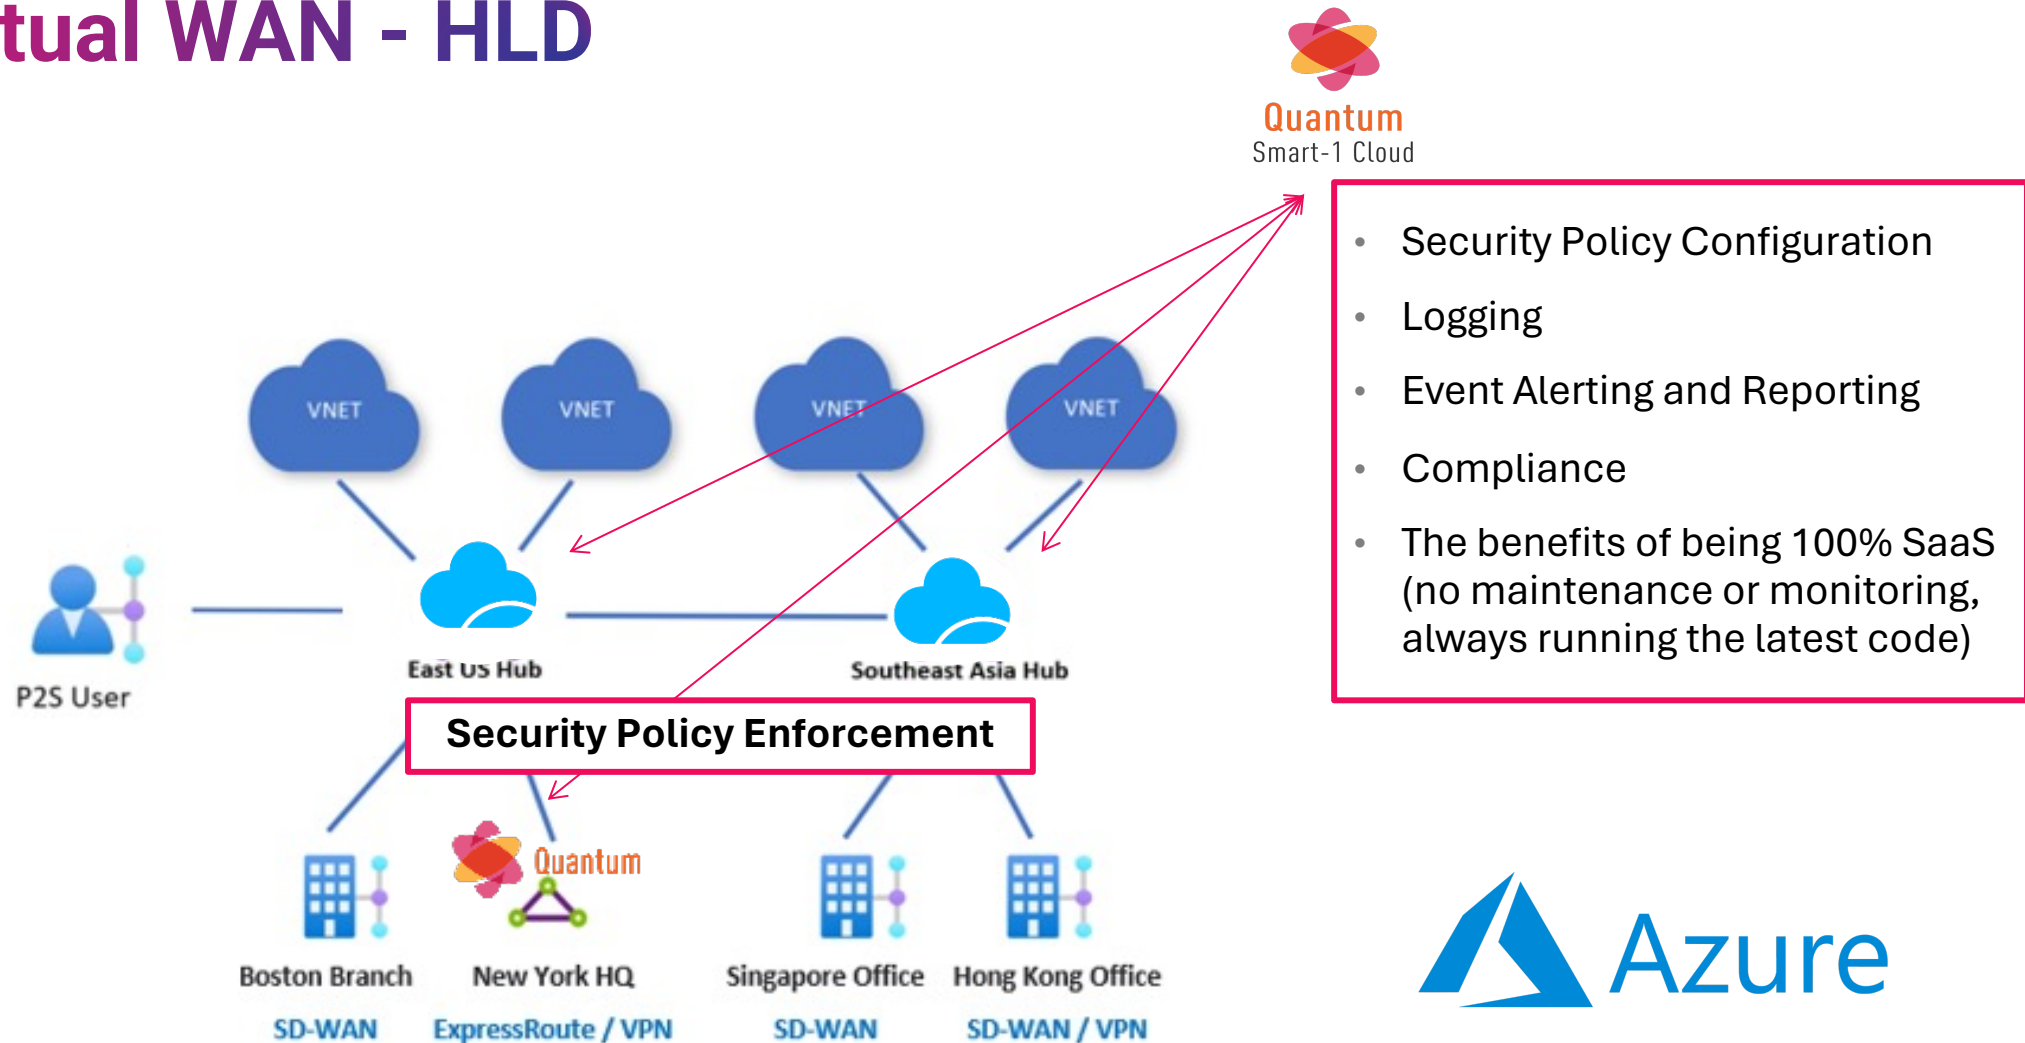 tual WAN - HLD
Quantum
Smart-1 Cloud
• Security Policy Configuration
• Logging
• Event Alerting and Reporting
• Compliance
• The benefits of being 100% SaaS
(no maintenance or monitoring,
always running the latest code)
VNET
VNET
VNET
VNET
P2S User
East US Hub
Southeast Asia Hub
Security Policy Enforcement
Quantum
Boston Branch
New York HQ
Singapore Office
Hong Kong Office
SD-WAN
ExpressRoute / VPN
SD-WAN
SD-WAN / VPN
Azure